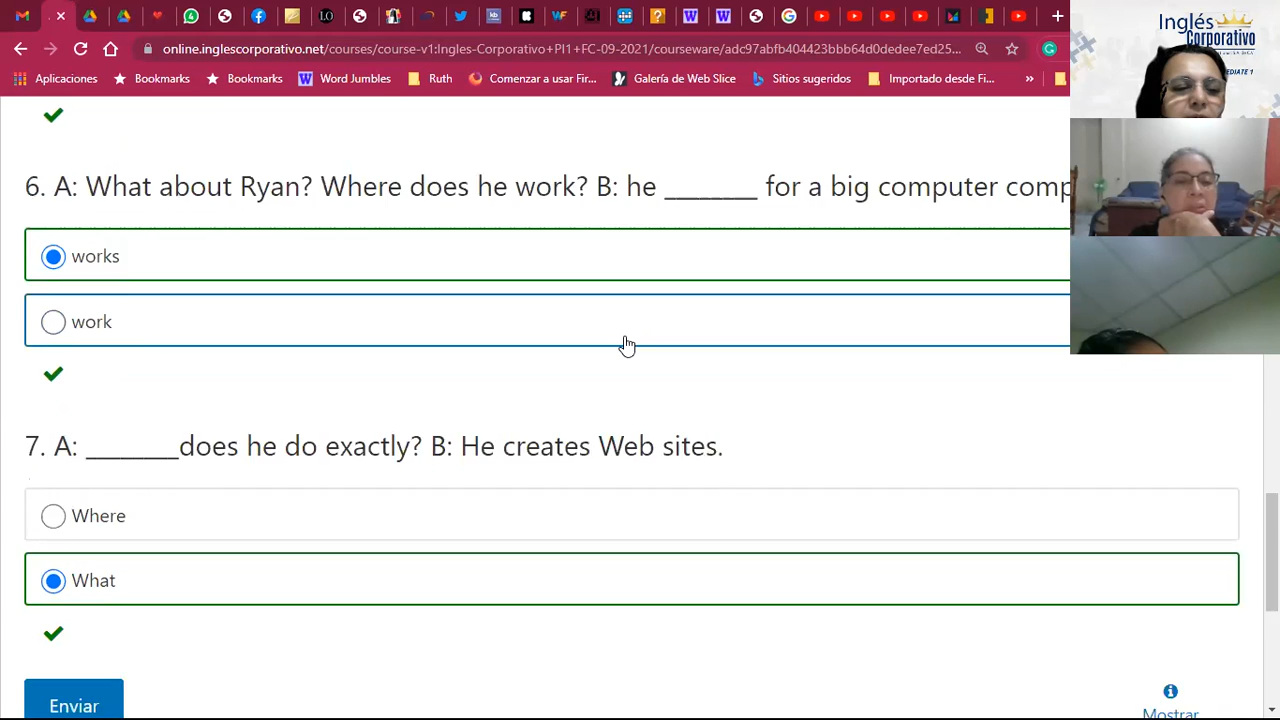 online.inglescorporativo.net/courses/course-v1:Ingles-Corporativo+PI1+FC-09-2021/courseware/adc97abfb404423bbb64d0dedee7ed25...
Aplicaciones Bookmarks Bookmarks Word Jumbles Ruth Comenzar a usar Fir... Galería de Web Slice Sitios sugeridos Importado desde Fi... »
Inglés
Corporativo
6. A: What about Ryan? Where does he work? B: he ________ for a big computer comp
works
work
7. A: ________does he do exactly? B: He creates Web sites.
Where
What
Enviar
Mostrar